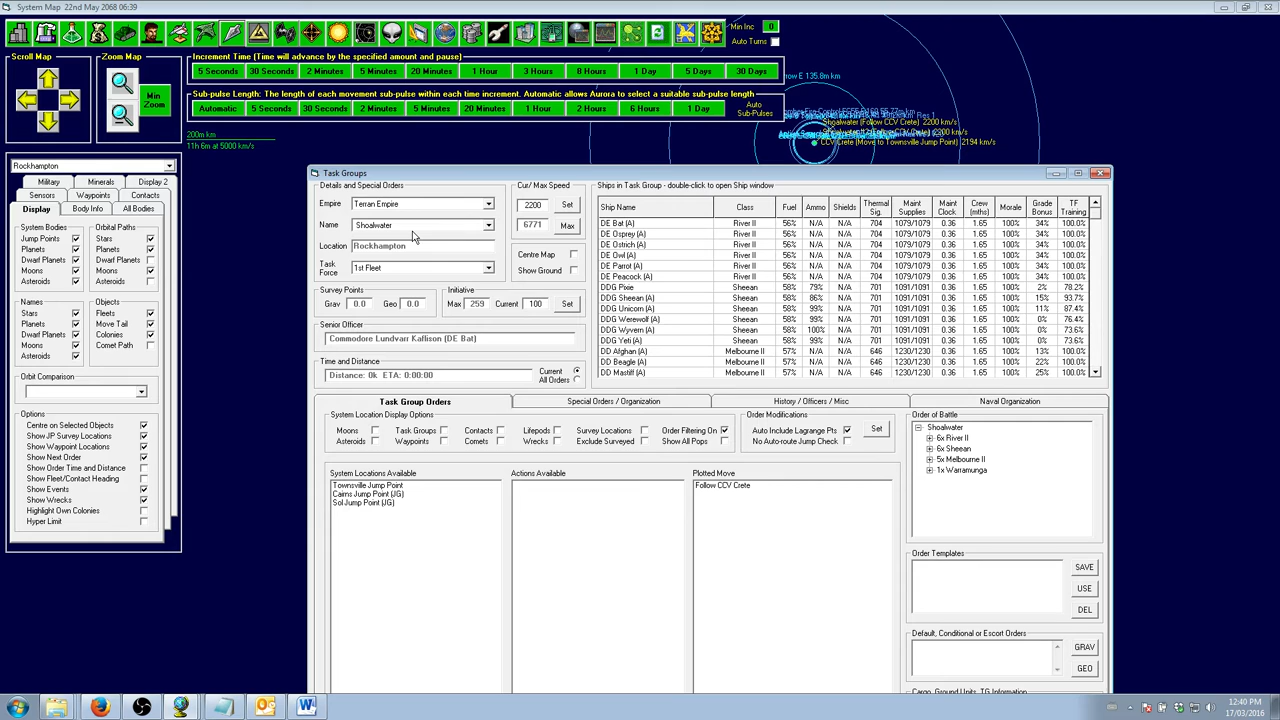 System Map 22nd May 2068 06:39
Min Inc 0
Auto Turns
Scroll Map
Zoom Map
Min Zoom
Increment Time (Time will advance by the specified amount and pause)
5 Seconds 30 Seconds 2 Minutes 5 Minutes 20 Minutes 1 Hour 3 Hours 8 Hours 1 Day 5 Days 30 Days
Sub-pulse Length: The length of each movement sub-pulse within each time increment. Automatic allows Aurora to select a suitable sub-pulse length
Automatic 5 Seconds 30 Seconds 2 Minutes 5 Minutes 20 Minutes 1 Hour 2 Hours 6 Hours 1 Day
Auto Sub-Pulses
200m km
11h 6m at 5000 km/s
row E 135.8m km
Shoalwater (Follow CCV Crete) 2200 km/s
CCV Crete (Move to Townsville Jump Point) 2194 km/s
Rockhampton
Military Minerals Display 2
Sensors Waypoints Contacts
Display Body Info All Bodies
System Bodies
Jump Points
Planets
Dwarf Planets
Moons
Asteroids
Orbital Paths
Stars
Planets
Dwarf Planets
Moons
Asteroids
Names
Stars
Planets
Dwarf Planets
Moons
Asteroids
Objects
Fleets
Move Tail
Colonies
Comet Path
Orbit Comparison
Options
Centre on Selected Objects
Show JP Survey Locations
Show Waypoint Locations
Show Next Order
Show Order Time and Distance
Show Fleet/Contact Heading
Show Events
Show Wrecks
Highlight Own Colonies
Hyper Limit
Task Groups
Details and Special Orders
Empire Terran Empire
Name Shoalwater
Location Rockhampton
Task Force 1st Fleet
Cur/Max Speed
2200 Set
6771 Max
Centre Map
Show Ground
Survey Points
Grav 0.0 Geo 0.0
Initiative
Max 259 Current 100 Set
Senior Officer
Commodore Lundvarr Kaffison (DE Bat)
Time and Distance
Distance: 0k ETA: 0:00:00
Current
All Orders
Ships in Task Group - double-click to open Ship window
Ship Name Class Fuel Ammo Shields Thermal Sig. Maint Supplies Maint Clock Crew (mths) Morale Grade Bonus TF Training
DE Bat (A) River II 56% N/A N/A 704 1079/1079 0.36 1.65 100% 56% 100.0%
DE Osprey (A) River II 56% N/A N/A 704 1079/1079 0.36 1.65 100% 0% 100.0%
DE Ostrich (A) River II 56% N/A N/A 704 1079/1079 0.36 1.65 100% 0% 100.0%
DE Owl (A) River II 56% N/A N/A 704 1079/1079 0.36 1.65 100% 0% 100.0%
DE Parrot (A) River II 56% N/A N/A 704 1079/1079 0.36 1.65 100% 0% 100.0%
DE Peacock (A) River II 56% N/A N/A 704 1079/1079 0.36 1.65 100% 0% 100.0%
DDG Pixie Sheean 56% 79% N/A 701 1091/1091 0.36 1.65 100% 2% 78.2%
DDG Sheean (A) Sheean 58% 86% N/A 701 1091/1091 0.36 1.65 100% 15% 93.7%
DDG Unicorn (A) Sheean 58% 99% N/A 701 1091/1091 0.36 1.65 100% 11% 87.4%
DDG Werewolf (A) Sheean 58% 99% N/A 701 1091/1091 0.36 1.65 100% 0% 73.6%
DDG Wyvern (A) Sheean 58% 100% N/A 701 1091/1091 0.36 1.65 100% 0% 73.6%
DDG Yeti (A) Sheean 58% 99% N/A 701 1091/1091 0.36 1.65 100% 0% 74.6%
DD Afghan (A) Melbourne II 57% N/A N/A 646 1230/1230 0.36 1.65 100% 13% 100.0%
DD Beagle (A) Melbourne II 57% N/A N/A 646 1230/1230 0.36 1.65 100% 22% 100.0%
DD Mastiff (A) Melbourne II 57% N/A N/A 646 1230/1230 0.36 1.65 100% 25% 100.0%
Task Group Orders Special Orders / Organization History / Officers / Misc Naval Organization
System Location Display Options
Moons Task Groups Contacts Lifepods Survey Locations Order Filtering On
Asteroids Waypoints Comets Wrecks Exclude Surveyed Show All Pops
Order Modifications
Auto Include Lagrange Pts
No Auto-route Jump Check
Set
System Locations Available
Townsville Jump Point
Cairns Jump Point (JG)
Sol Jump Point (JG)
Actions Available
Plotted Move
Follow CCV Crete
Order of Battle
Shoalwater
6x River II
6x Sheean
5x Melbourne II
1x Warramunga
Order Templates
SAVE
USE
DEL
Default, Conditional or Escort Orders
GRAV
GEO
Cargo, Ground Units, TG Information
12:40 PM
17/03/2016